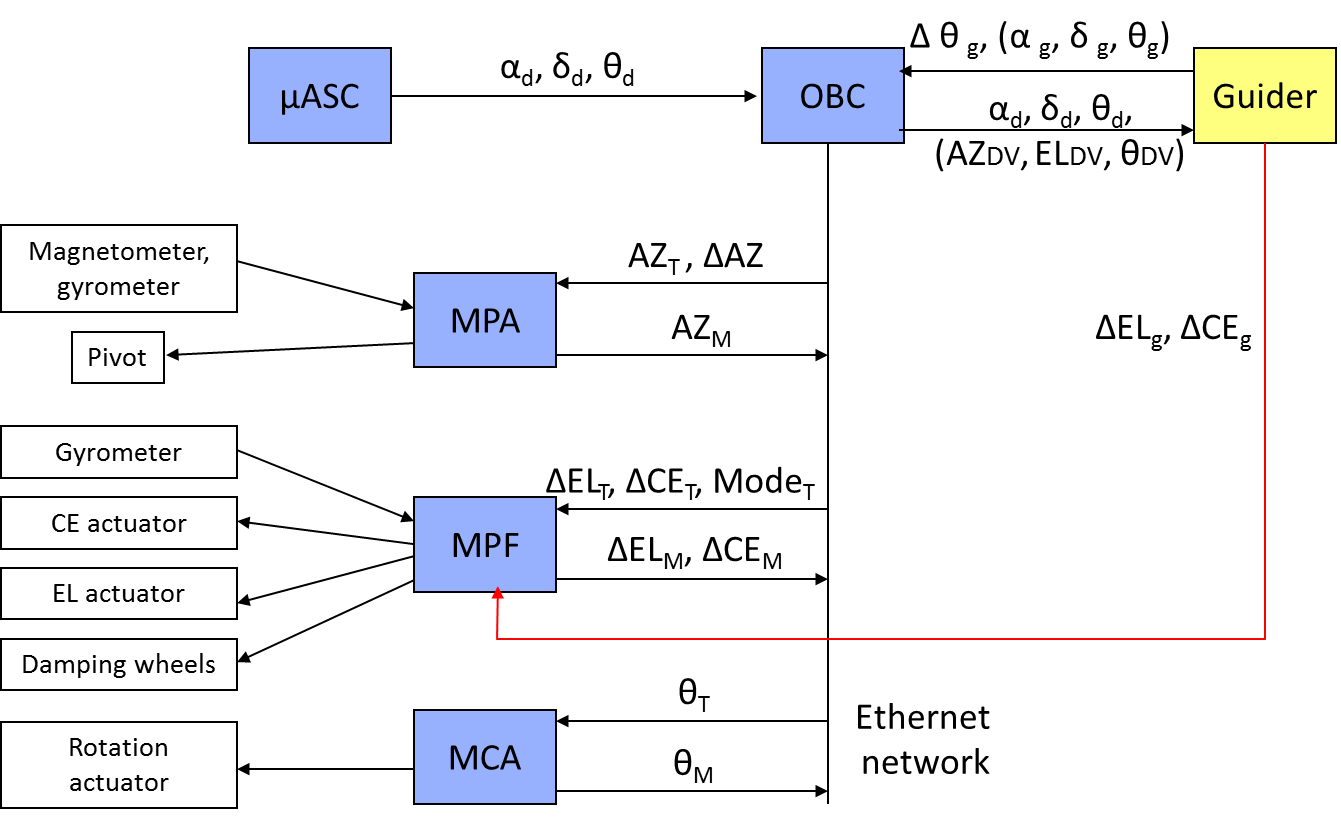 Δ θ g, (α g, δ g, θg)
μASC
αd, δd, θd
OBC
Guider
αd, δd, θd,
(AZDV, ELDV, θDV)
Magnetometer,
gyrometer
AZT , ΔAZ
MPA
AZM
Pivot
ΔELg, ΔCEg
Gyrometer
ΔELT, ΔCET, ModeT
CE actuator
MPF
ΔELM, ΔCEM
EL actuator
Damping wheels
θT
Ethernet
network
Rotation
actuator
MCA
θM